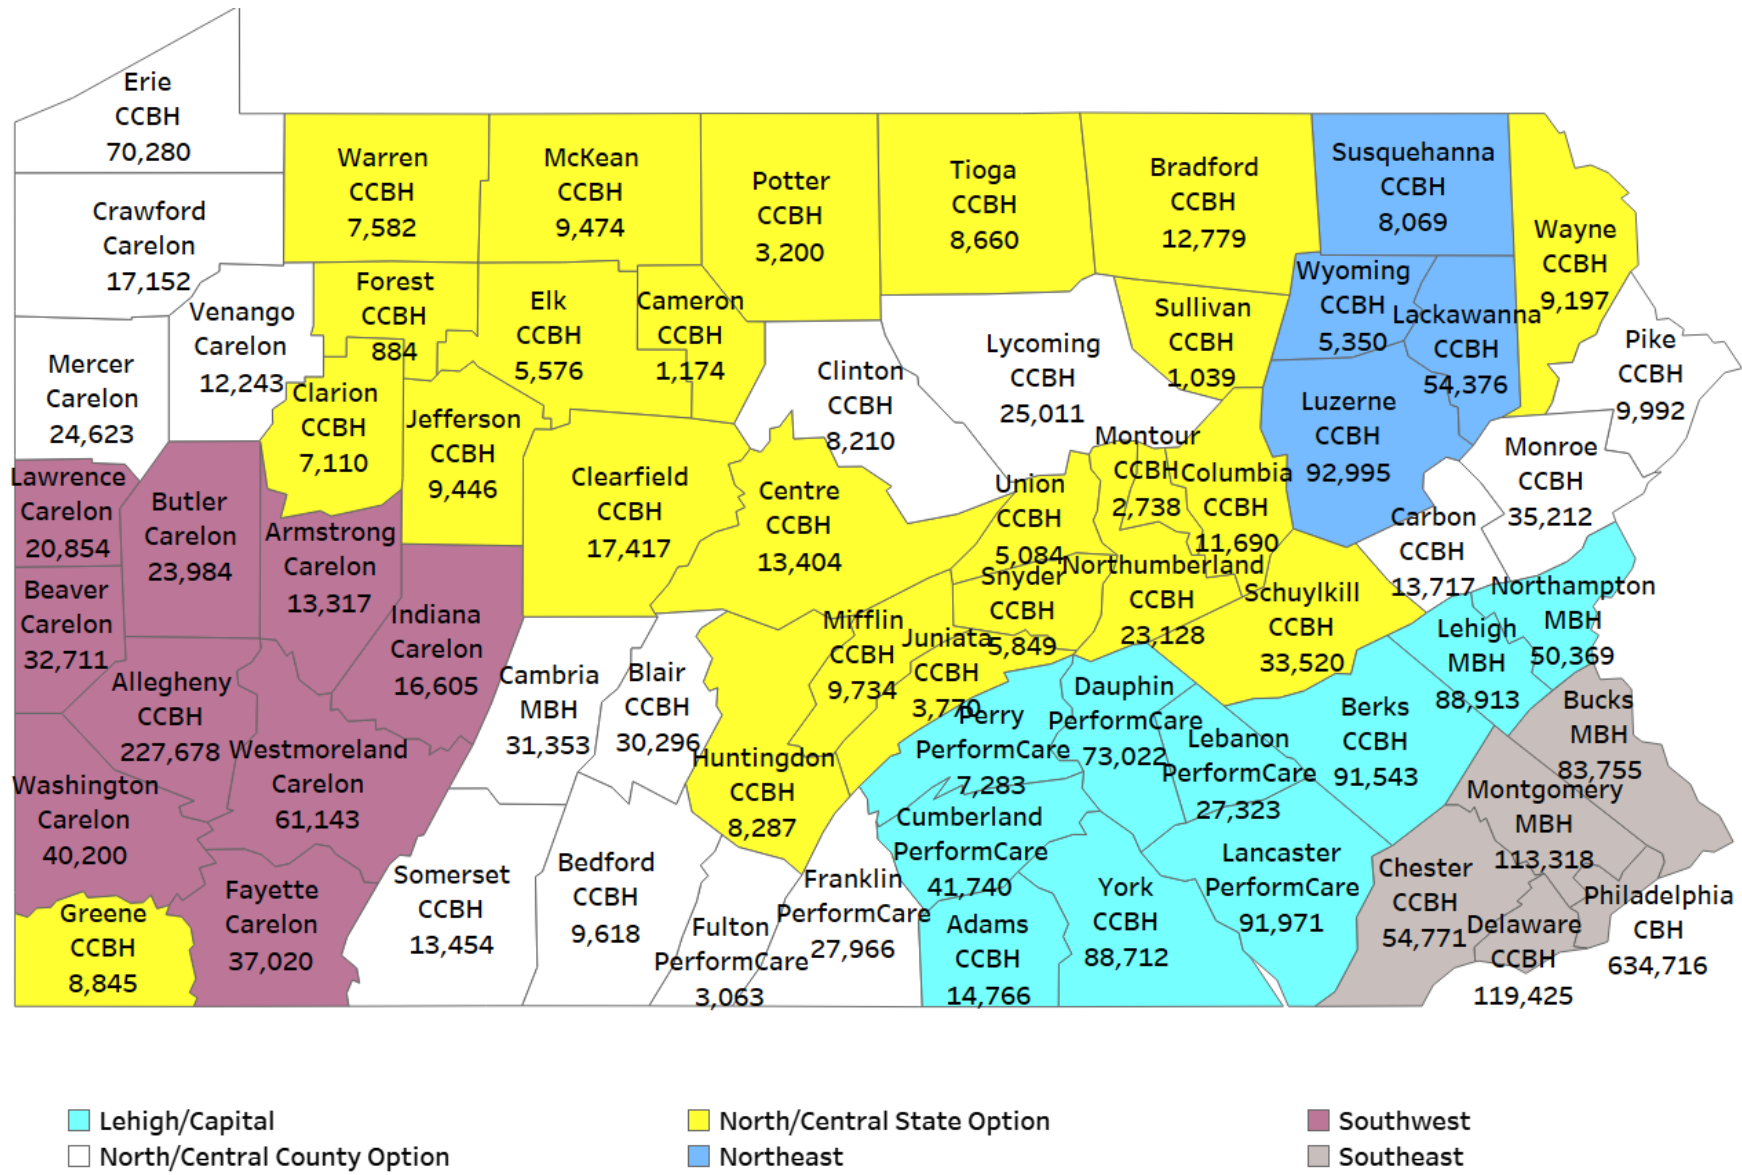 Erie
CCBH
70,280
Crawford
Carelon
17,152
Mercer
Carelon
24,623
Venango
Carelon
12,243
Warren
CCBH
7,582
McKean
CCBH
9,474
Potter
CCBH
3,200
Tioga
CCBH
8,660
Bradford
CCBH
12,779
Susquehanna
CCBH
8,069
Wayne
CCBH
9,197
Forest
CCBH
884
Elk
CCBH
5,576
Cameron
CCBH
1,174
Sullivan
CCBH
1,039
Wyoming
CCBH
5,350
Lackawanna
CCBH
54,376
Pike
CCBH
9,992
Clarion
CCBH
7,110
Jefferson
CCBH
9,446
Clearfield
CCBH
17,417
Clinton
CCBH
8,210
Lycoming
CCBH
25,011
Centre
CCBH
13,404
Union
CCBH
5,084
Montour
CCBH
2,738
Columbia
CCBH
11,690
Luzerne
CCBH
92,995
Monroe
CCBH
35,212
Carbon
CCBH
13,717
Lawrence
Carelon
20,854
Butler
Carelon
23,984
Armstrong
Carelon
13,317
Indiana
Carelon
16,605
Beaver
Carelon
32,711
Allegheny
CCBH
227,678
Westmoreland
Carelon
61,143
Washington
Carelon
40,200
Greene
CCBH
8,845
Fayette
Carelon
37,020
Cambria
MBH
31,353
Blair
CCBH
30,296
Somerset
CCBH
13,454
Bedford
CCBH
9,618
Fulton
PerformCare
3,063
Franklin
PerformCare
27,966
Huntingdon
CCBH
8,287
Mifflin
CCBH
9,734
Juniata
CCBH
3,770
Snyder
CCBH
5,849
Northumberland
CCBH
23,128
Schuylkill
CCBH
33,520
Northampton
MBH
50,369
Lehigh
MBH
88,913
Berks
CCBH
91,543
Dauphin
PerformCare
73,022
Perry
PerformCare
7,283
Lebanon
PerformCare
27,323
Cumberland
PerformCare
41,740
Adams
CCBH
14,766
York
CCBH
88,712
Lancaster
PerformCare
91,971
Bucks
MBH
83,755
Montgomery
MBH
113,318
Chester
CCBH
54,771
Delaware
CCBH
119,425
Philadelphia
CBH
634,716
Lehigh/Capital
North/Central County Option
North/Central State Option
Northeast
Southwest
Southeast